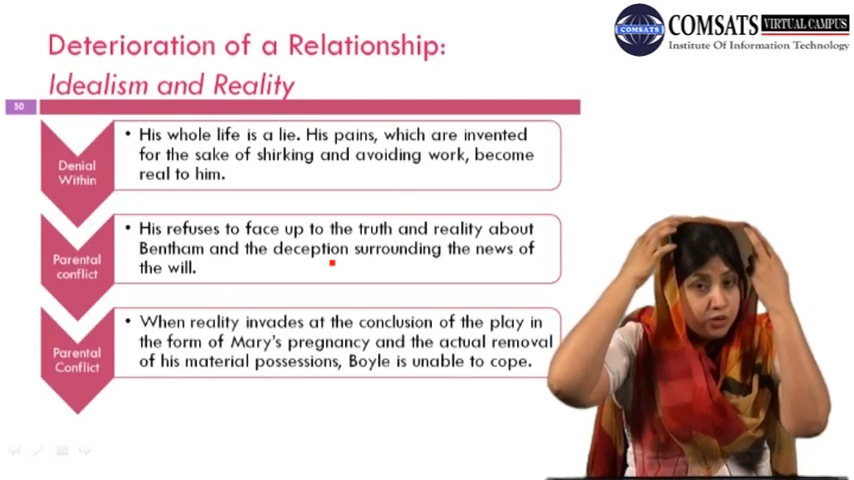 Deterioration of a Relationship:
Idealism and Reality
COMSATS VIRTUAL CAMPUS
Institute Of Information Technology
COMSATS
50
Denial
Within
• His whole life is a lie. His pains, which are invented
for the sake of shirking and avoiding work, become
real to him.
Parental
conflict
• His refuses to face up to the truth and reality about
Bentham and the deception surrounding the news of
the will.
Parental
Conflict
• When reality invades at the conclusion of the play in
the form of Mary's pregnancy and the actual removal
of his material possessions, Boyle is unable to cope.